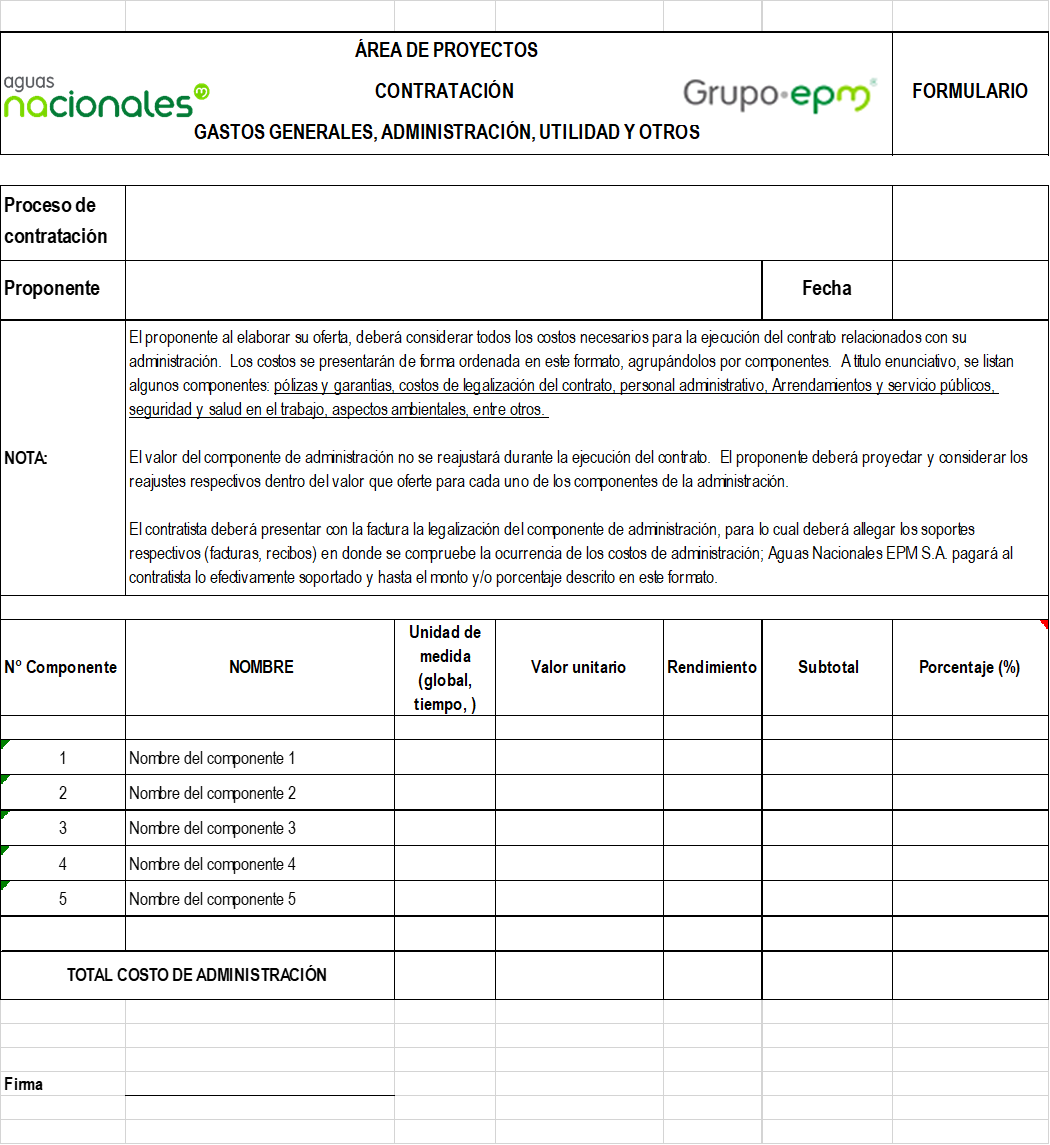 ÁREA DE PROYECTOS
aguas
nacionales
CONTRATACIÓN
Grupo·epm®
FORMULARIO
GASTOS GENERALES, ADMINISTRACIÓN, UTILIDAD Y OTROS
Proceso de
contratación
Proponente
Fecha
NOTA:
El proponente al elaborar su oferta, deberá considerar todos los costos necesarios para la ejecución del contrato relacionados con su
administración. Los costos se presentarán de forma ordenada en este formato, agrupándolos por componentes. A titulo enunciativo, se listan
algunos componentes: pólizas y garantías, costos de legalización del contrato, personal administrativo, Arrendamientos y servicio públicos,
seguridad y salud en el trabajo, aspectos ambientales, entre otros.
El valor del componente de administración no se reajustará durante la ejecución del contrato. El proponente deberá proyectar y considerar los
reajustes respectivos dentro del valor que oferte para cada uno de los componentes de la administración.
El contratista deberá presentar con la factura la legalización del componente de administración, para lo cual deberá allegar los soportes
respectivos (facturas, recibos) en donde se compruebe la ocurrencia de los costos de administración; Aguas Nacionales EPM S.A. pagará al
contratista lo efectivamente soportado y hasta el monto y/o porcentaje descrito en este formato.
Nº Componente
NOMBRE
Unidad de
medida
(global,
tiempo, )
Valor unitario
Rendimiento
Subtotal
Porcentaje (%)
1 Nombre del componente 1
2 Nombre del componente 2
3 Nombre del componente 3
4 Nombre del componente 4
5 Nombre del componente 5
TOTAL COSTO DE ADMINISTRACIÓN
Firma